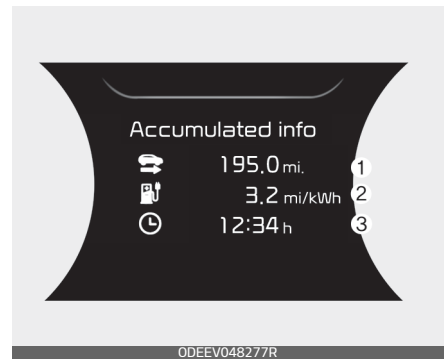 Accumulated info
195.0 mi. 1
3.2 mi/kWh 2
12:34 h 3
ODEEV048277R